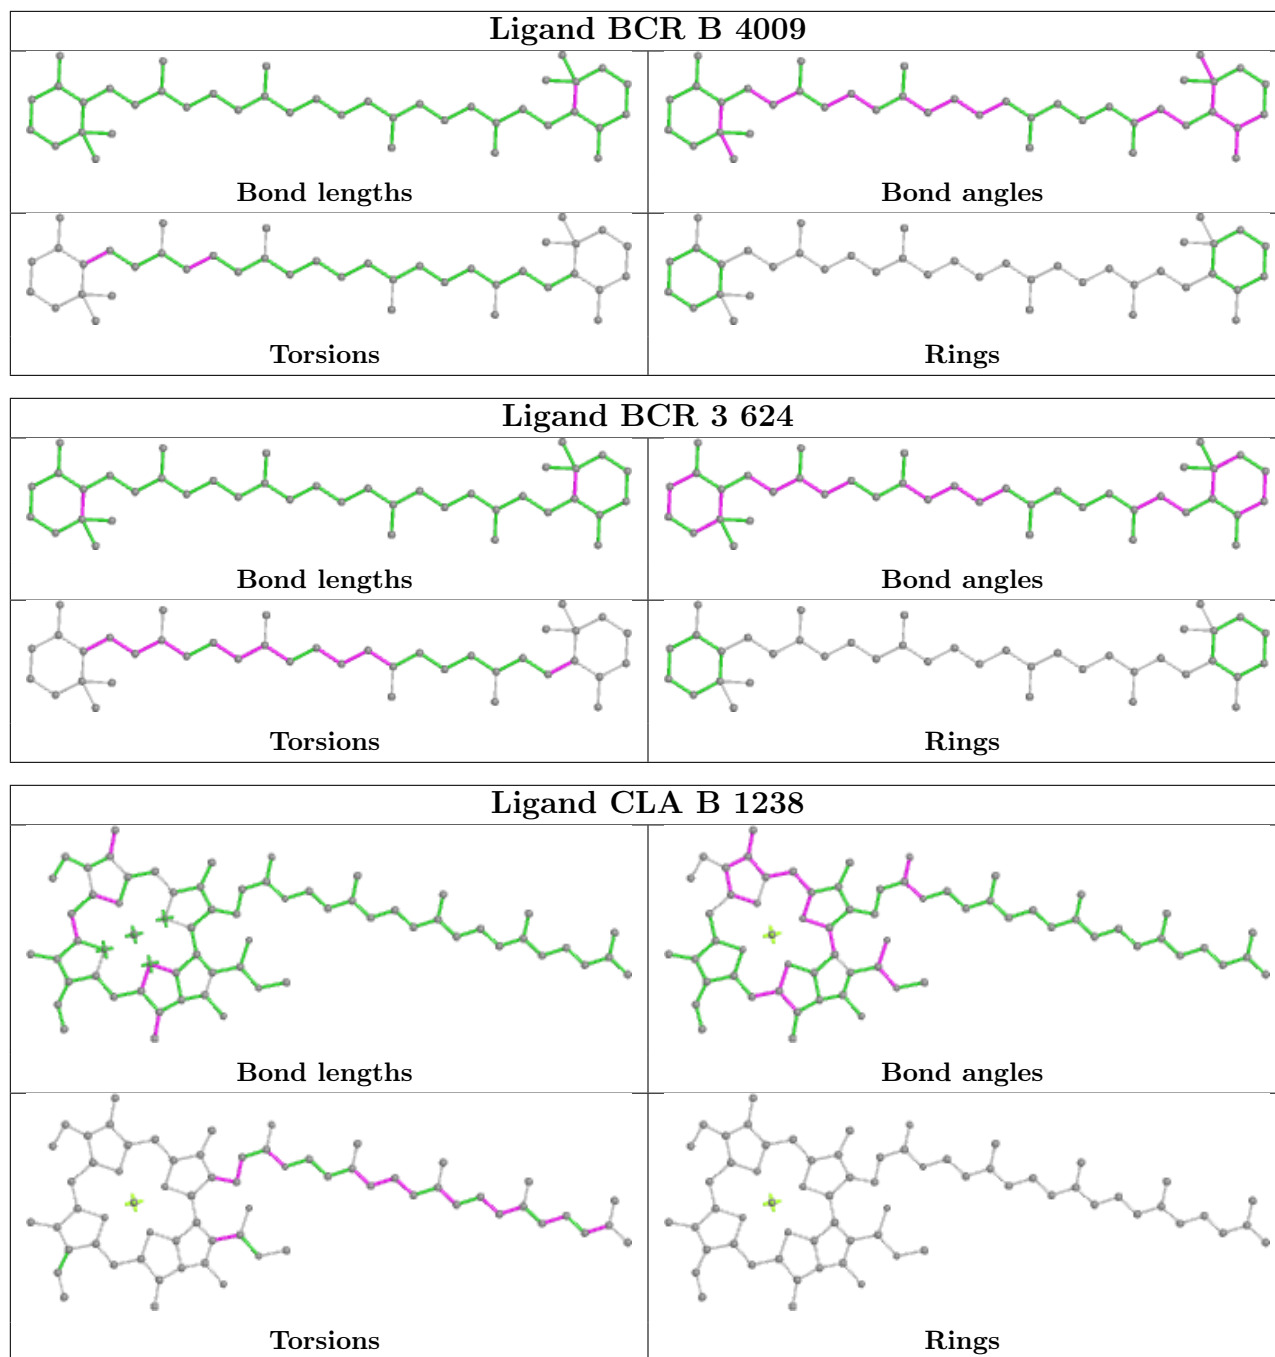 Ligand BCR B 4009
Bond lengths
Bond angles
Torsions
Rings
Ligand BCR 3 624
Bond lengths
Bond angles
Torsions
Rings
Ligand CLA B 1238
Bond lengths
Bond angles
Torsions
Rings